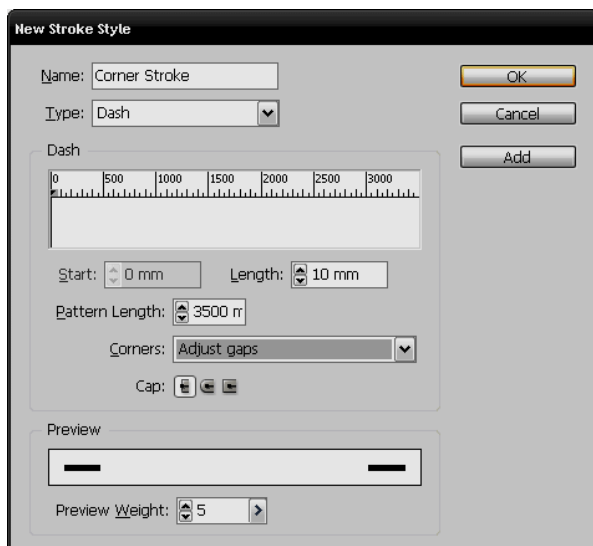 New Stroke Style
Name: Corner Stroke
OK
Type: Dash
Cancel
Dash
Add
0 500 1000 1500 2000 2500 3000
Start: 0 mm Length: 10 mm
Pattern Length: 3500 m
Corners: Adjust gaps
Cap:
Preview
Preview Weight: 5